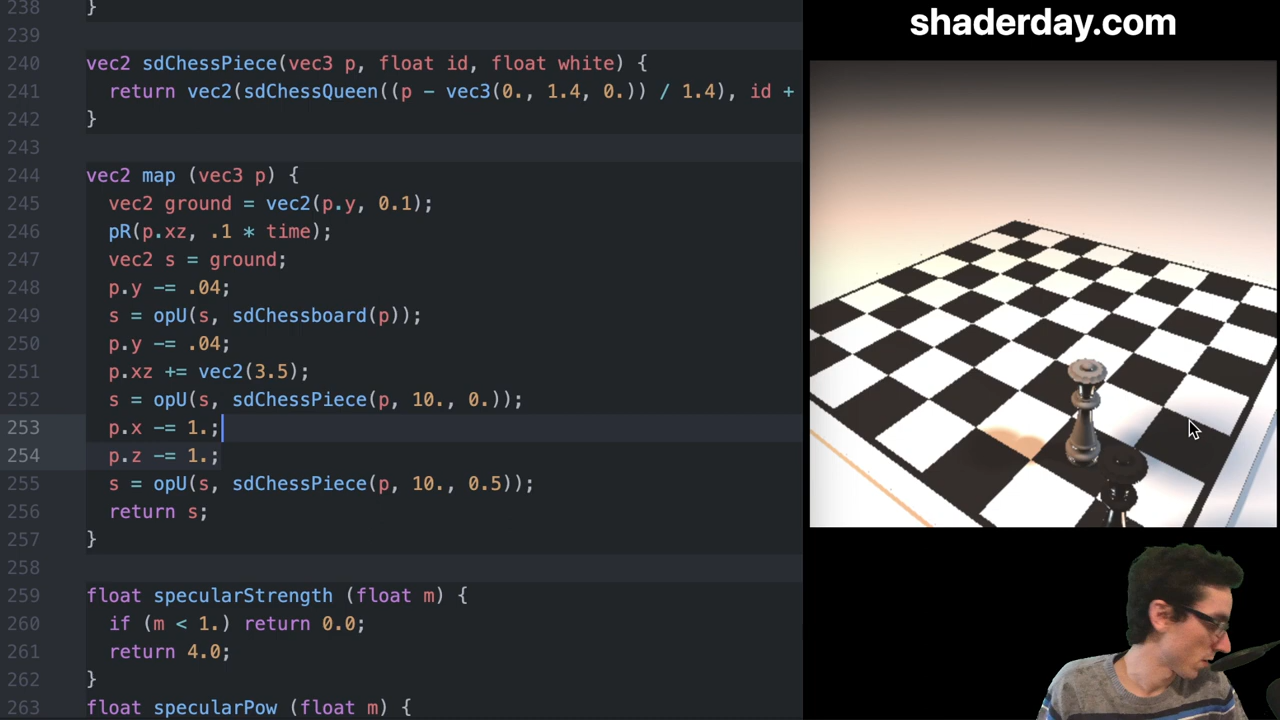 238 }
239
240 vec2 sdChessPiece(vec3 p, float id, float white) {
241 return vec2(sdChessQueen((p - vec3(0., 1.4, 0.)) / 1.4), id +
242 }
243
244 vec2 map (vec3 p) {
245 vec2 ground = vec2(p.y, 0.1);
246 pR(p.xz, .1 * time);
247 vec2 s = ground;
248 p.y -= .04;
249 s = opU(s, sdChessboard(p));
250 p.y -= .04;
251 p.xz += vec2(3.5);
252 s = opU(s, sdChessPiece(p, 10., 0.));
253 p.x -= 1.;
254 p.z -= 1.;
255 s = opU(s, sdChessPiece(p, 10., 0.5));
256 return s;
257 }
258
259 float specularStrength (float m) {
260 if (m < 1.) return 0.0;
261 return 4.0;
262 }
263 float specularPow (float m) {
shaderday.com